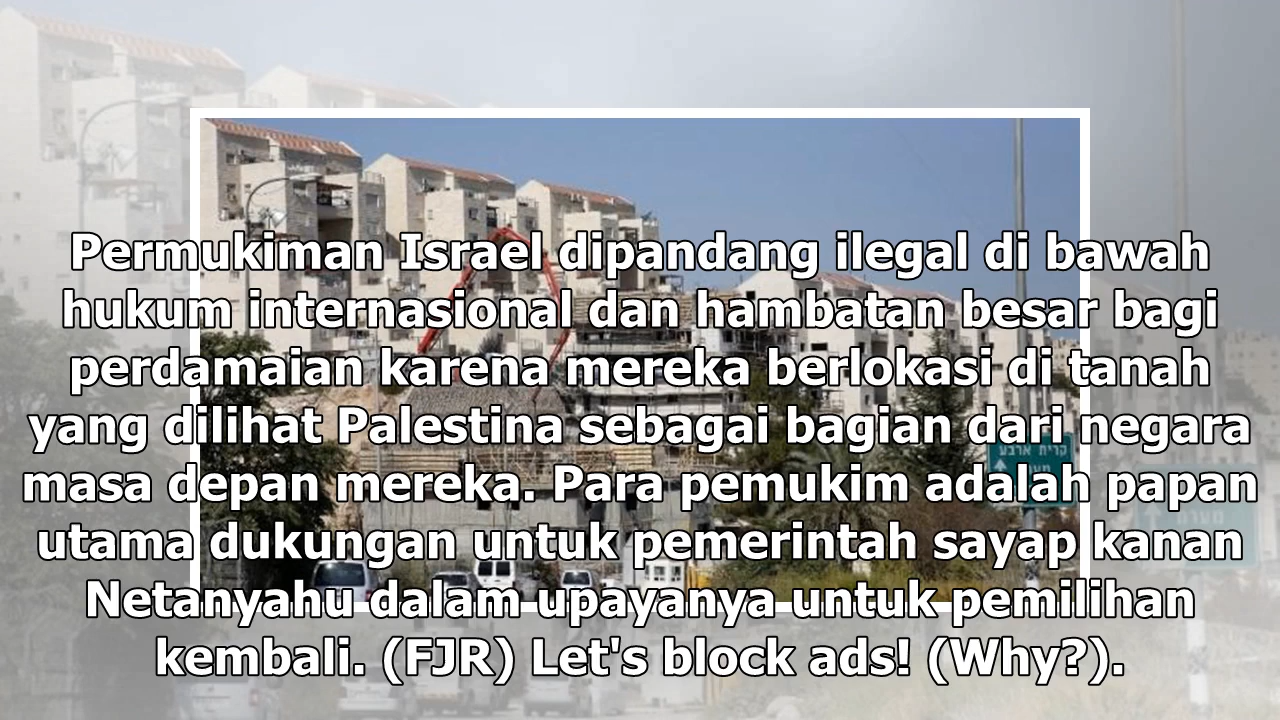 Permukiman Israel dipandang ilegal di bawah
hukum internasional dan hambatan besar bagi
perdamaian karena mereka berlokasi di tanah
yang dilihat Palestina sebagai bagian dari negara
masa depan mereka. Para pemukim adalah papan
utama dukungan untuk pemerintah sayap kanan
Netanyahu dalam upayanya untuk pemilihan
kembali. (FJR) Let's block ads! (Why?).
קרית ארבע